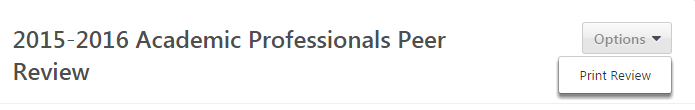 2015-2016 Academic Professionals Peer
Review
Options
Print Review